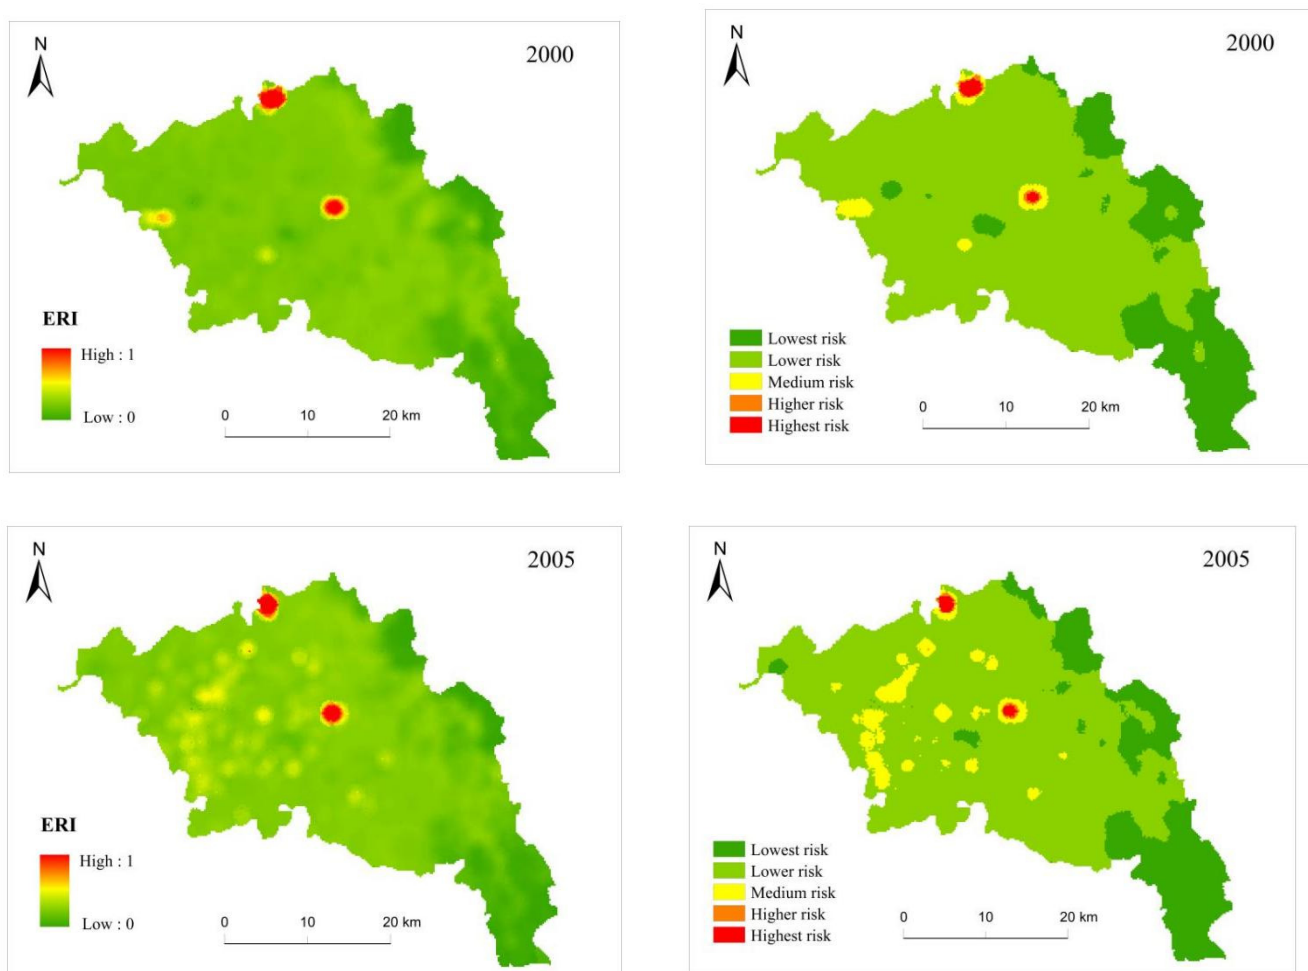 N
2000
ERI
High : 1
Low : 0
0 10 20 km
N
2000
Lowest risk
Lower risk
Medium risk
Higher risk
Highest risk
0 10 20 km
N
2005
ERI
High : 1
Low : 0
0 10 20 km
N
2005
Lowest risk
Lower risk
Medium risk
Higher risk
Highest risk
0 10 20 km